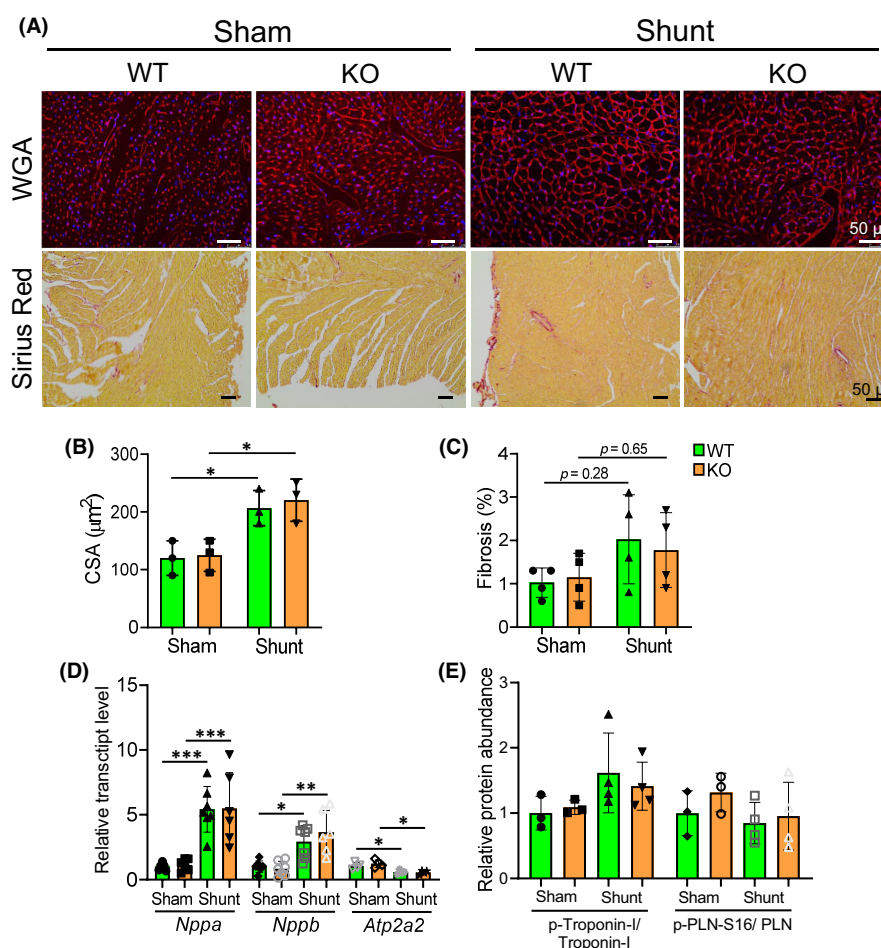 (A)
Sham Shunt
WT KO WT KO
WGA
50 µ
Sirius Red
50 µ
(B)
CSA (µm²)
300
200
100
0
*
*
Sham Shunt
(C)
WT
KO
Fibrosis (%)
4
3
2
1
0
p = 0.65
p = 0.28
Sham Shunt
(D)
Relative transctipt level
15
10
5
0
***
***
**
*
*
*
Sham Shunt Sham Shunt Sham Shunt
Nppa Nppb Atp2a2
(E)
Relative protein abundance
3
2
1
0
Sham Shunt Sham Shunt
p-Troponin-I/ p-PLN-S16/ PLN
Troponin-I